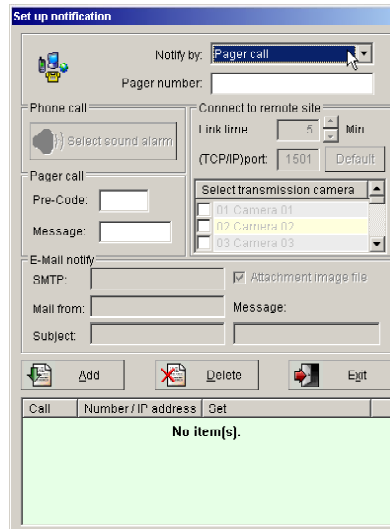 Set up notification
Notify by: Pager call
Pager number:
Phone call
Select sound alarm
Connect to remote site
Link time 5 Min
(TCP/IP)port: 1501 Default
Pager call
Pre-Code:
Message:
Select transmission camera
01 Camera 01
02 Camera 02
03 Camera 03
E-Mail notify
SMTP:
Attachment image file
Mail from:
Message:
Subject:
Add Delete Exit
Call Number / IP address Set
No item(s).